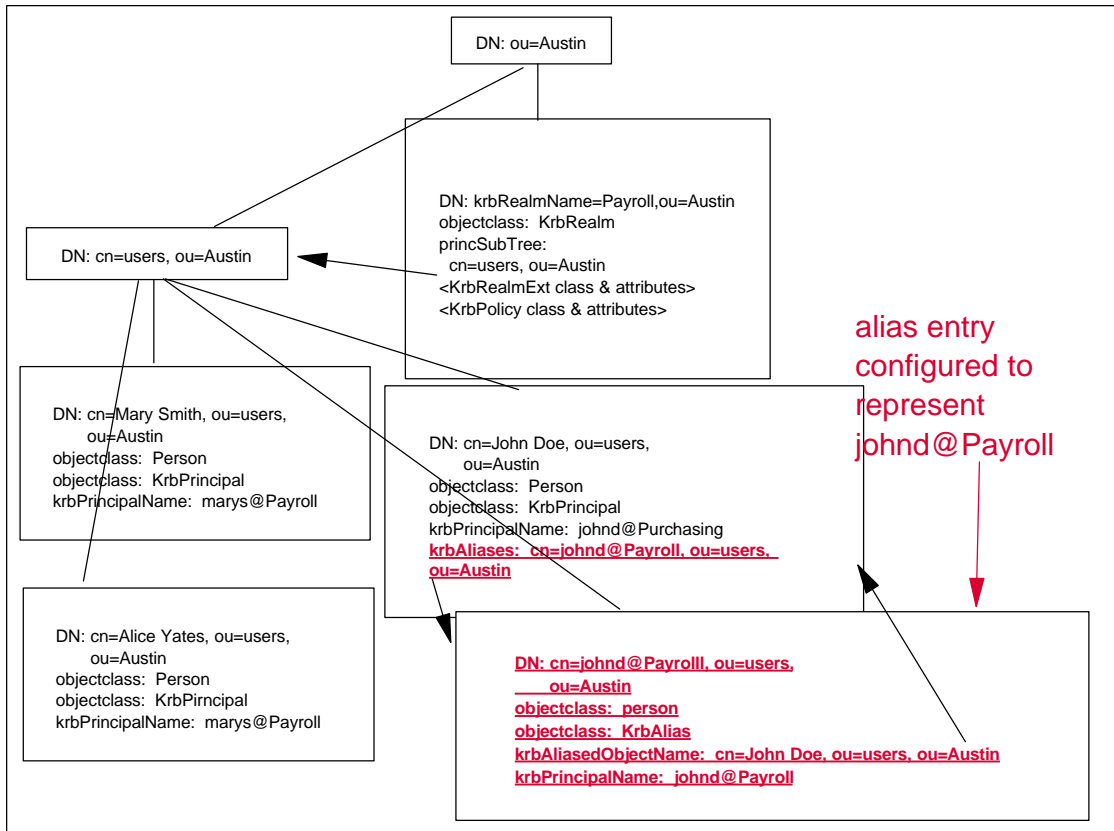 DN: ou=Austin
DN: krbRealmName=Payroll,ou=Austin
objectclass: KrbRealm
princSubTree:
cn=users, ou=Austin
<KrbRealmExt class & attributes>
<KrbPolicy class & attributes>
DN: cn=users, ou=Austin
alias entry
configured to
represent
johnd@Payroll
DN: cn=Mary Smith, ou=users,
ou=Austin
objectclass: Person
objectclass: KrbPrincipal
krbPrincipalName: marys@Payroll
DN: cn=John Doe, ou=users,
ou=Austin
objectclass: Person
objectclass: KrbPrincipal
krbPrincipalName: johnd@Purchasing
krbAliases: cn=johnd@Payroll, ou=users,
ou=Austin
DN: cn=Alice Yates, ou=users,
ou=Austin
objectclass: Person
objectclass: KrbPirncipal
krbPrincipalName: marys@Payroll
DN: cn=johnd@Payrolll, ou=users,
ou=Austin
objectclass: person
objectclass: KrbAlias
krbAliasedObjectName: cn=John Doe, ou=users, ou=Austin
krbPrincipalName: johnd@Payroll